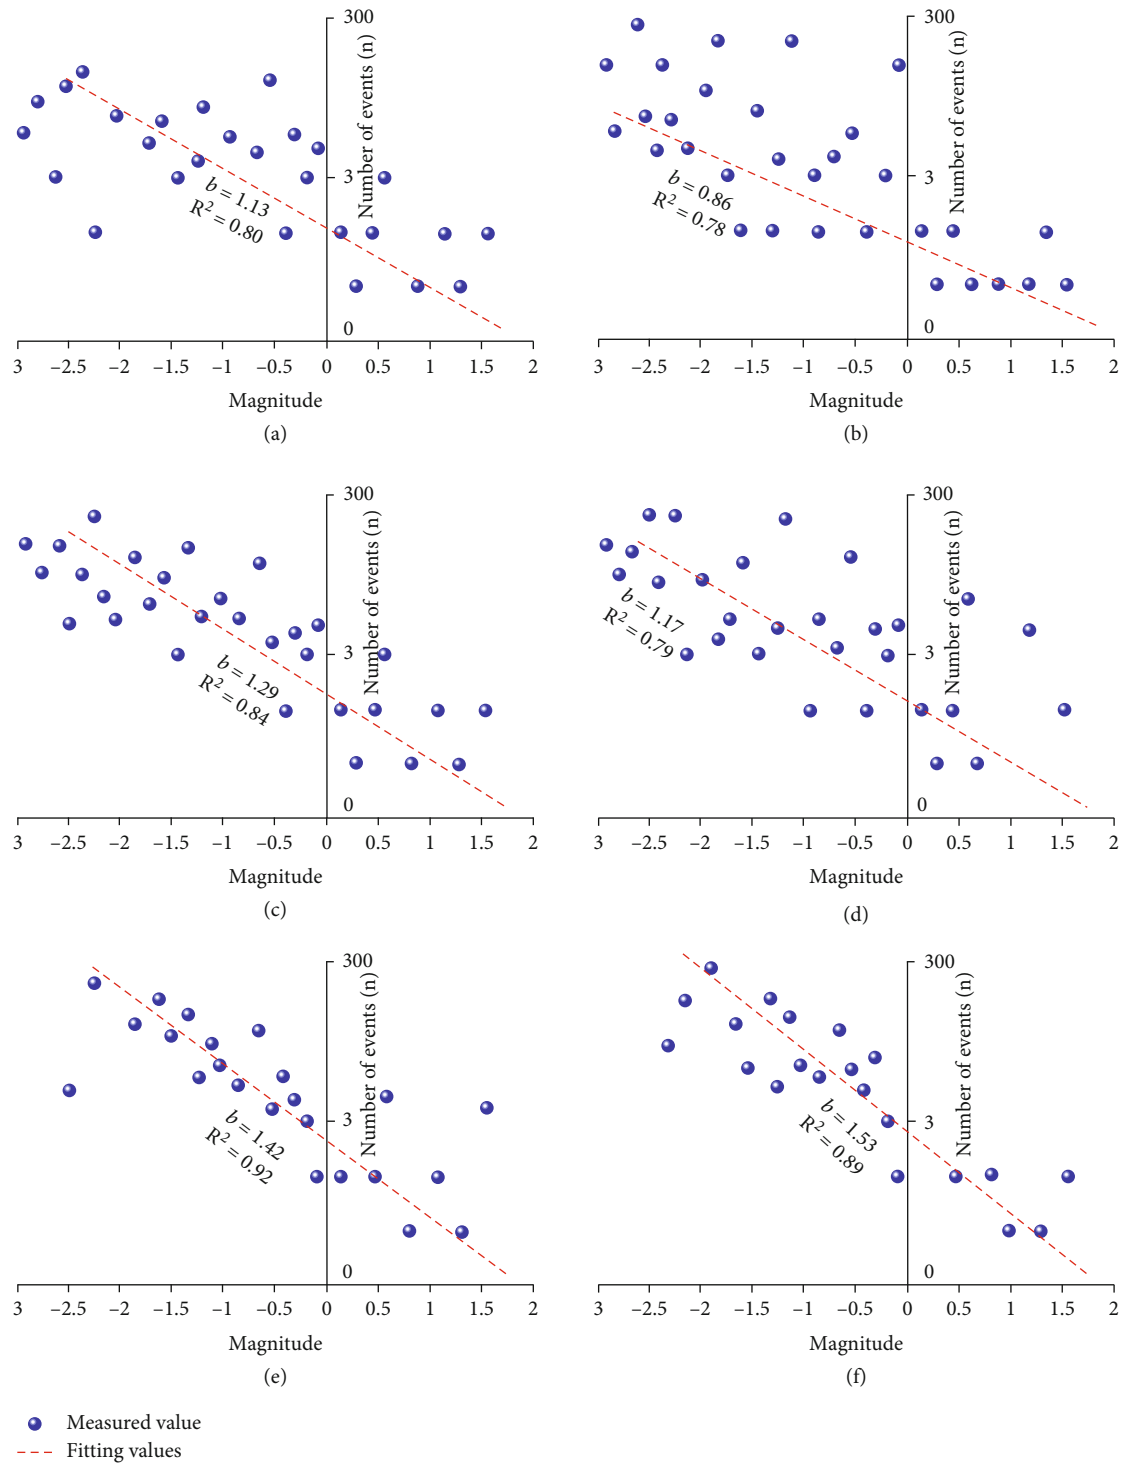 300
Number of events (n)
3
b = 1.13
R² = 0.80
0
3 –2.5 –2 –1.5 –1 –0.5 0 0.5 1 1.5 2
Magnitude
(a)
300
Number of events (n)
3
b = 0.86
R² = 0.78
0
3 –2.5 –2 –1.5 –1 –0.5 0 0.5 1 1.5 2
Magnitude
(b)
300
Number of events (n)
3
b = 1.29
R² = 0.84
0
3 –2.5 –2 –1.5 –1 –0.5 0 0.5 1 1.5 2
Magnitude
(c)
300
Number of events (n)
3
b = 1.17
R² = 0.79
0
3 –2.5 –2 –1.5 –1 –0.5 0 0.5 1 1.5 2
Magnitude
(d)
300
Number of events (n)
3
b = 1.42
R² = 0.92
0
3 –2.5 –2 –1.5 –1 –0.5 0 0.5 1 1.5 2
Magnitude
(e)
300
Number of events (n)
3
b = 1.53
R² = 0.89
0
3 –2.5 –2 –1.5 –1 –0.5 0 0.5 1 1.5 2
Magnitude
(f)
Measured value
Fitting values